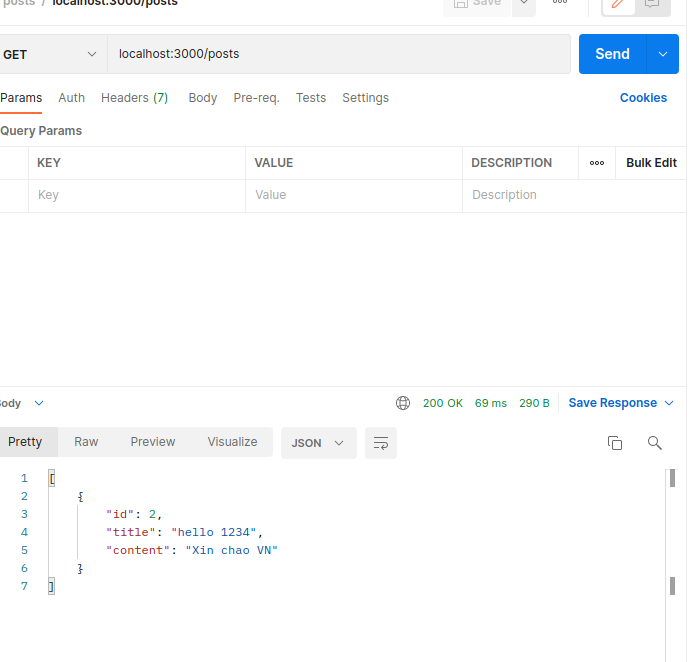 posts / localhost:3000/posts Save
GET localhost:3000/posts Send
Params Auth Headers (7) Body Pre-req. Tests Settings Cookies
Query Params
KEY VALUE DESCRIPTION Bulk Edit
Key Value Description
Body 200 OK 69 ms 290 B Save Response
Pretty Raw Preview Visualize JSON
1 [
2 {
3 "id": 2,
4 "title": "hello 1234",
5 "content": "Xin chao VN"
6 }
7 ]